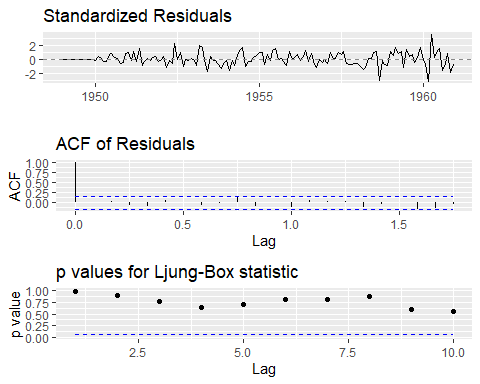 Standardized Residuals
2
0
-2
1950 1955 1960
ACF of Residuals
ACF
1.00
0.75
0.50
0.25
0.00
0.0 0.5 1.0 1.5
Lag
p values for Ljung-Box statistic
p value
1.00
0.75
0.50
0.25
0.00
2.5 5.0 7.5 10.0
Lag